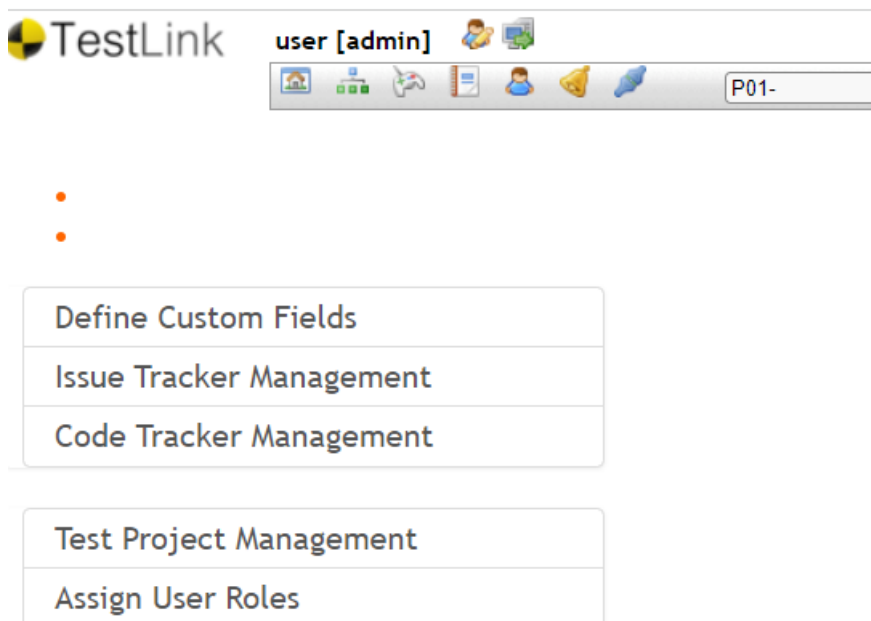 TestLink
user [admin]
P01-
Define Custom Fields
Issue Tracker Management
Code Tracker Management
Test Project Management
Assign User Roles